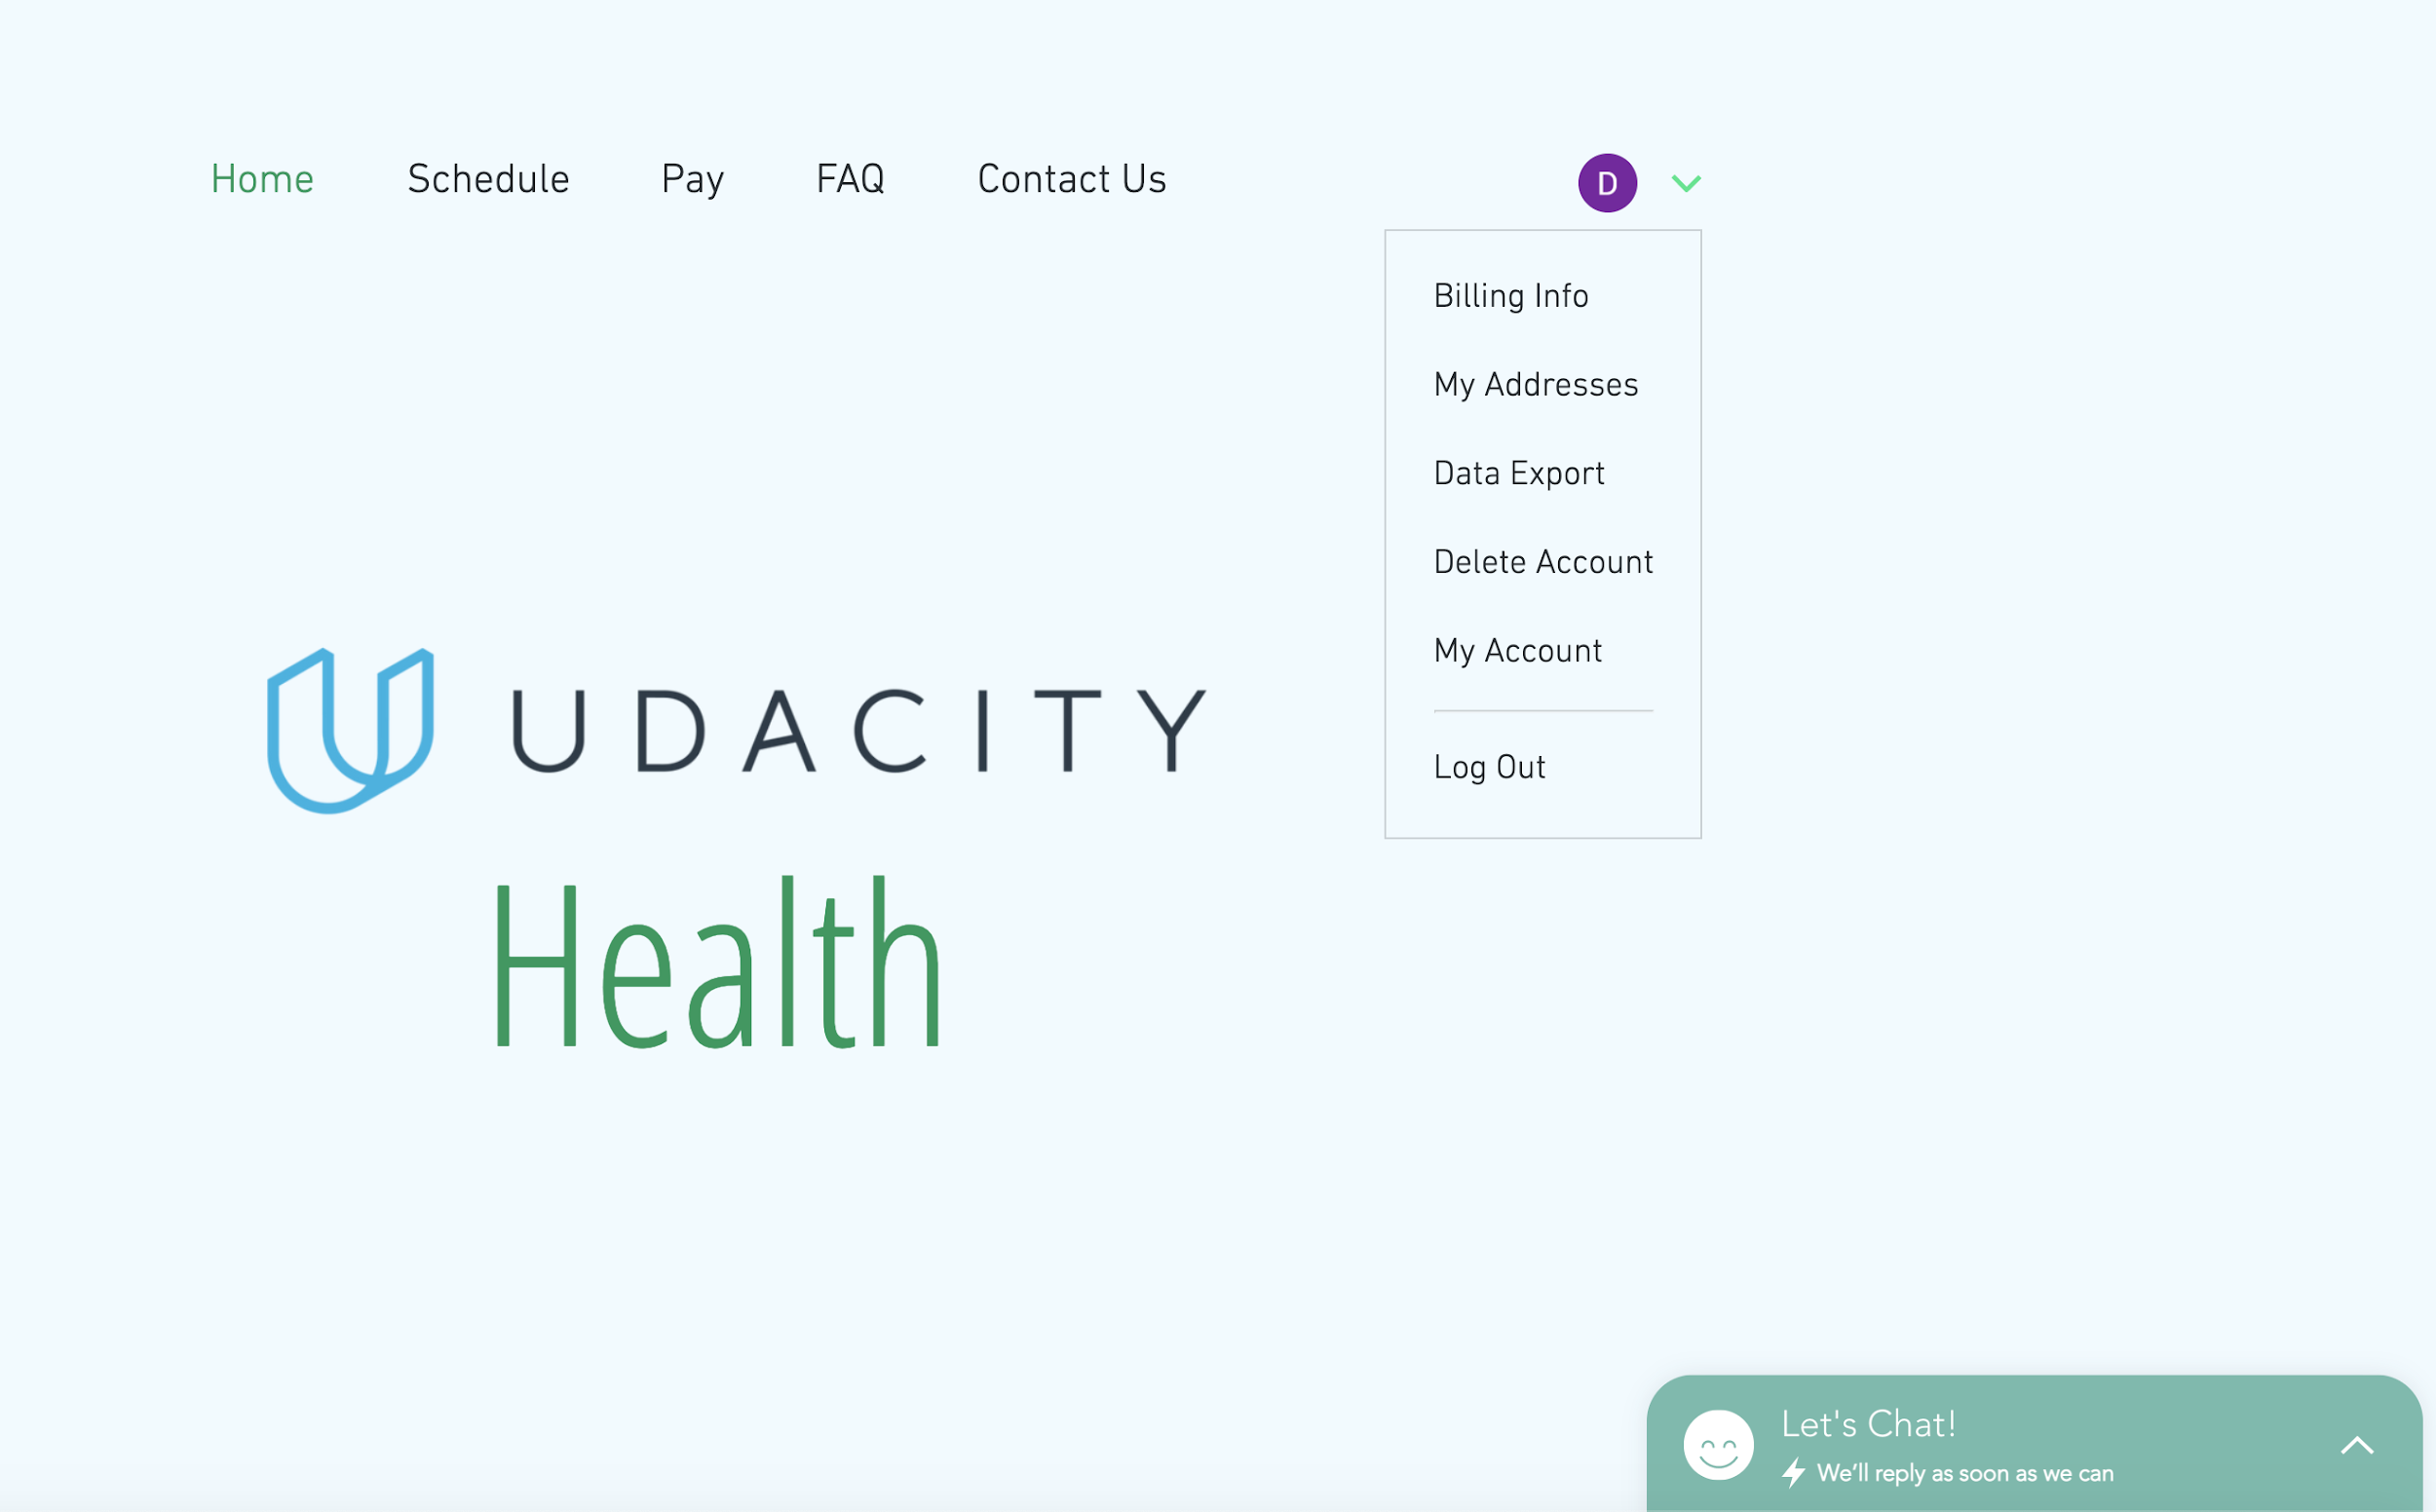 Home Schedule Pay FAQ Contact Us D
Billing Info
My Addresses
Data Export
Delete Account
My Account
Log Out
UDACITY
Health
Let's Chat!
We'll reply as soon as we can